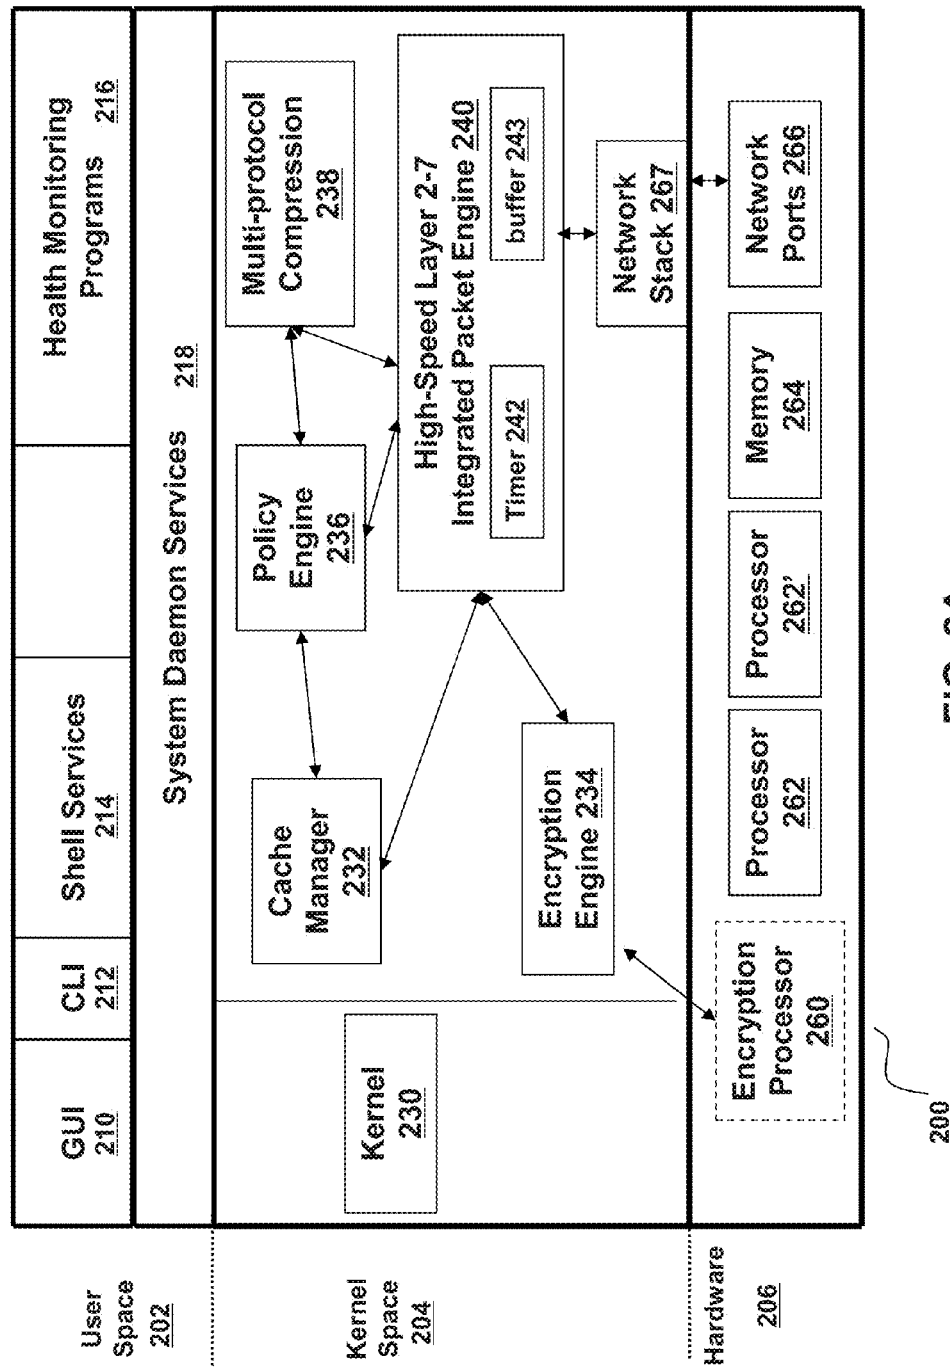 User
Space
202
GUI
210
CLI
212
Shell Services
214
Health Monitoring
Programs 216
System Daemon Services 218
Kernel
Space
204
Kernel
230
Cache
Manager
232
Policy
Engine
236
Multi-protocol
Compression
238
High-Speed Layer 2-7
Integrated Packet Engine 240
Timer 242
buffer 243
Encryption
Engine 234
Network
Stack 267
Hardware
206
Encryption
Processor
260
Processor
262
Processor
262'
Memory
264
Network
Ports 266
200